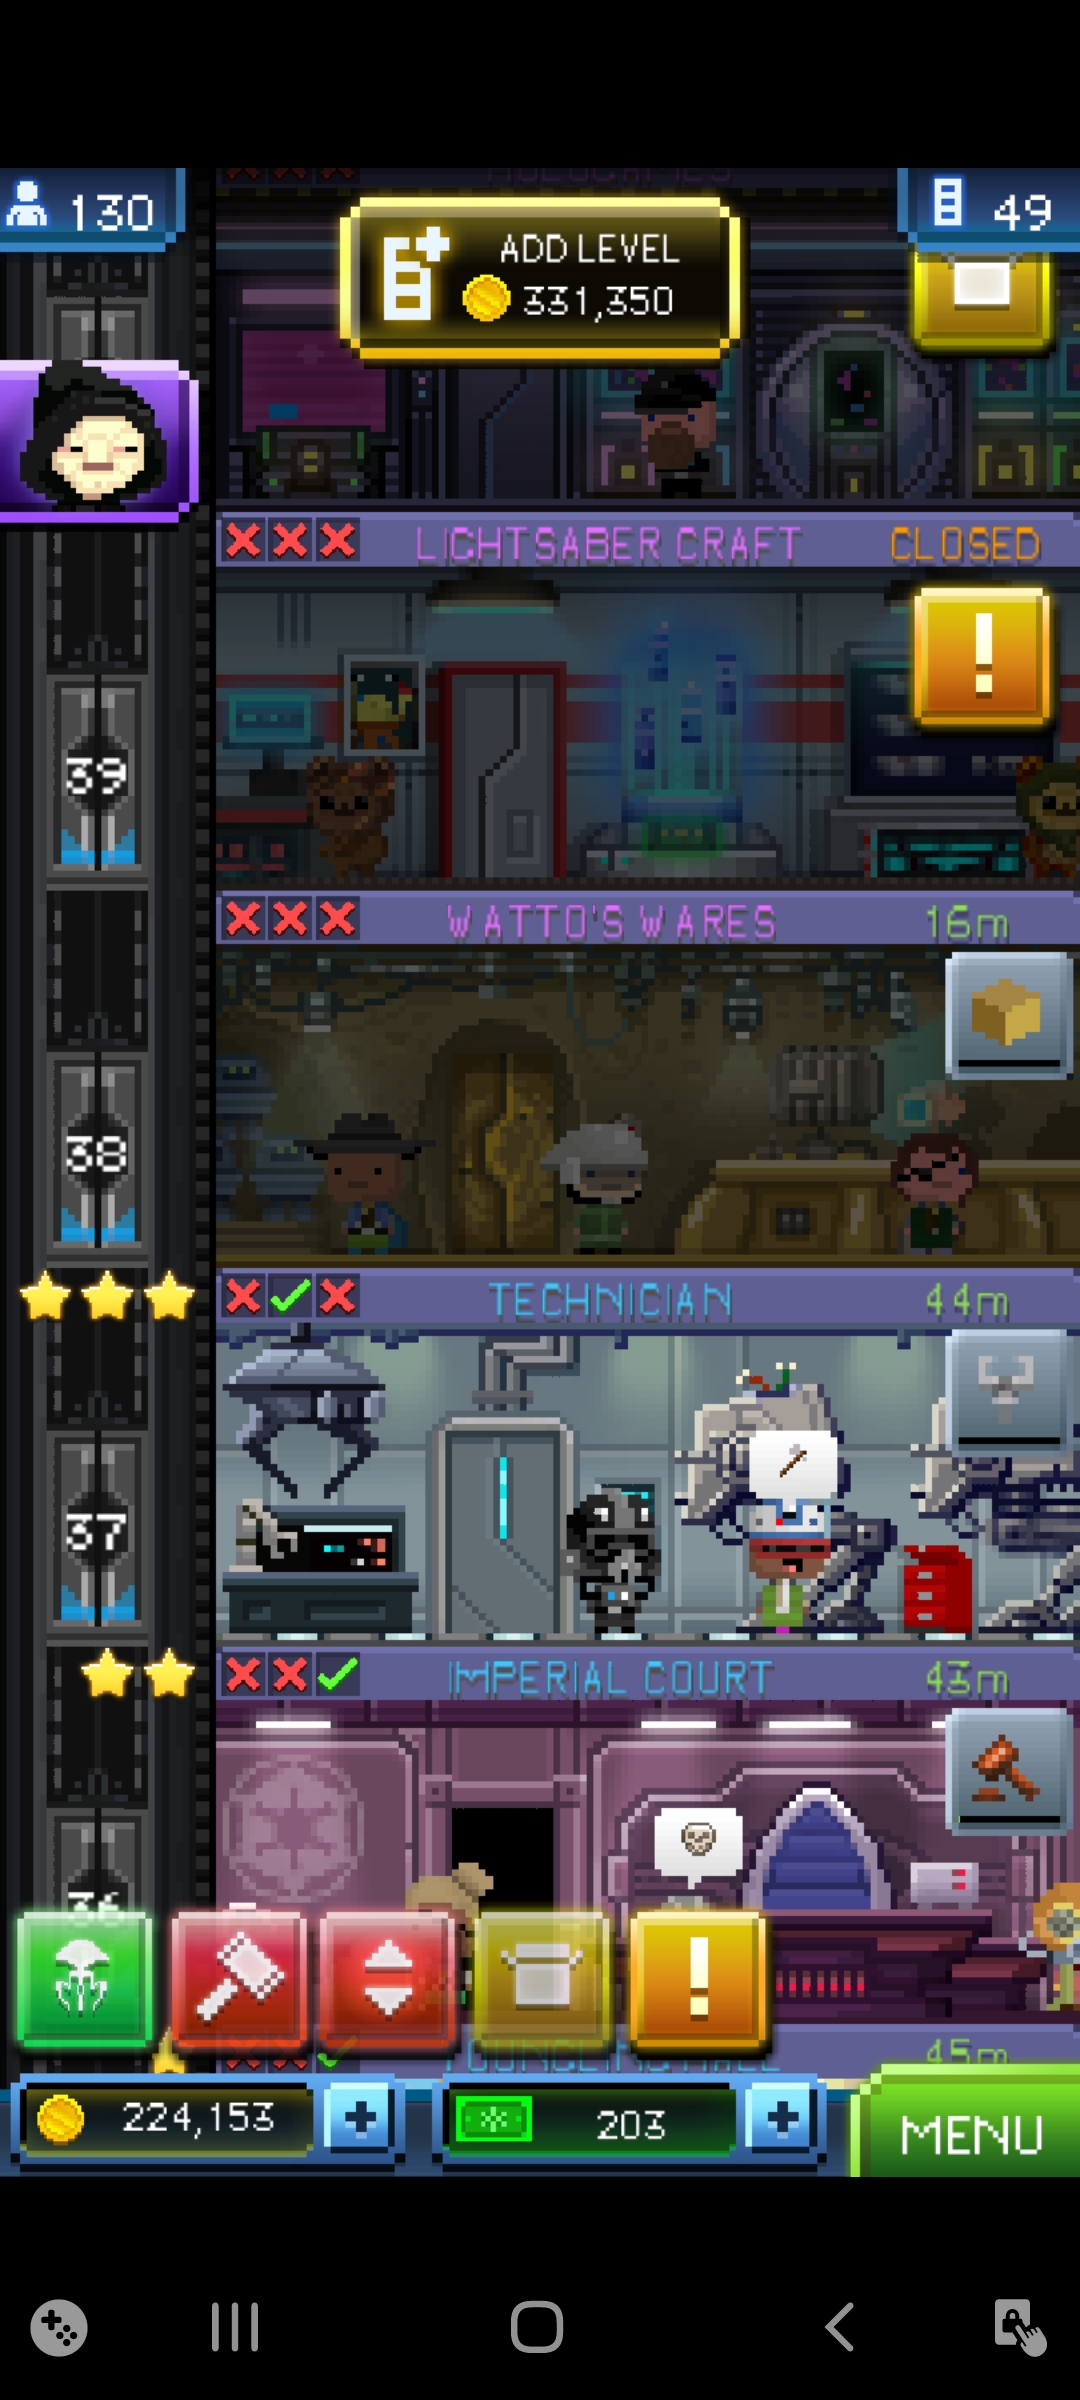 130
49
ADD LEVEL
331,350
LIGHTSABER CRAFT CLOSED
39
WATTO'S WARES 16m
38
TECHNICIAN 44m
37
IMPERIAL COURT 43m
36
45m
224,153
203
MENU